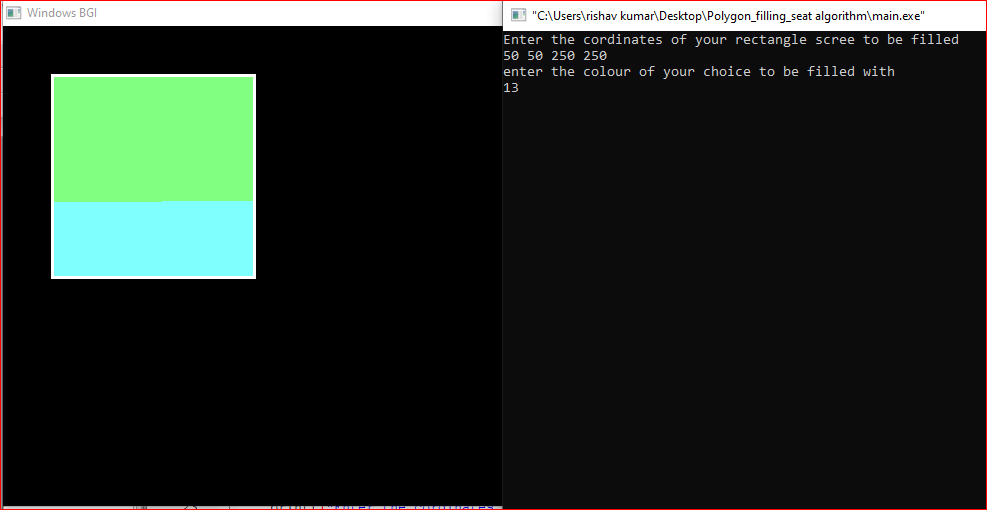 Windows BGI
"C:\Users\rishav kumar\Desktop\Polygon_filling_seat algorithm\main.exe"
Enter the cordinates of your rectangle scree to be filled
50 50 250 250
enter the colour of your choice to be filled with
13